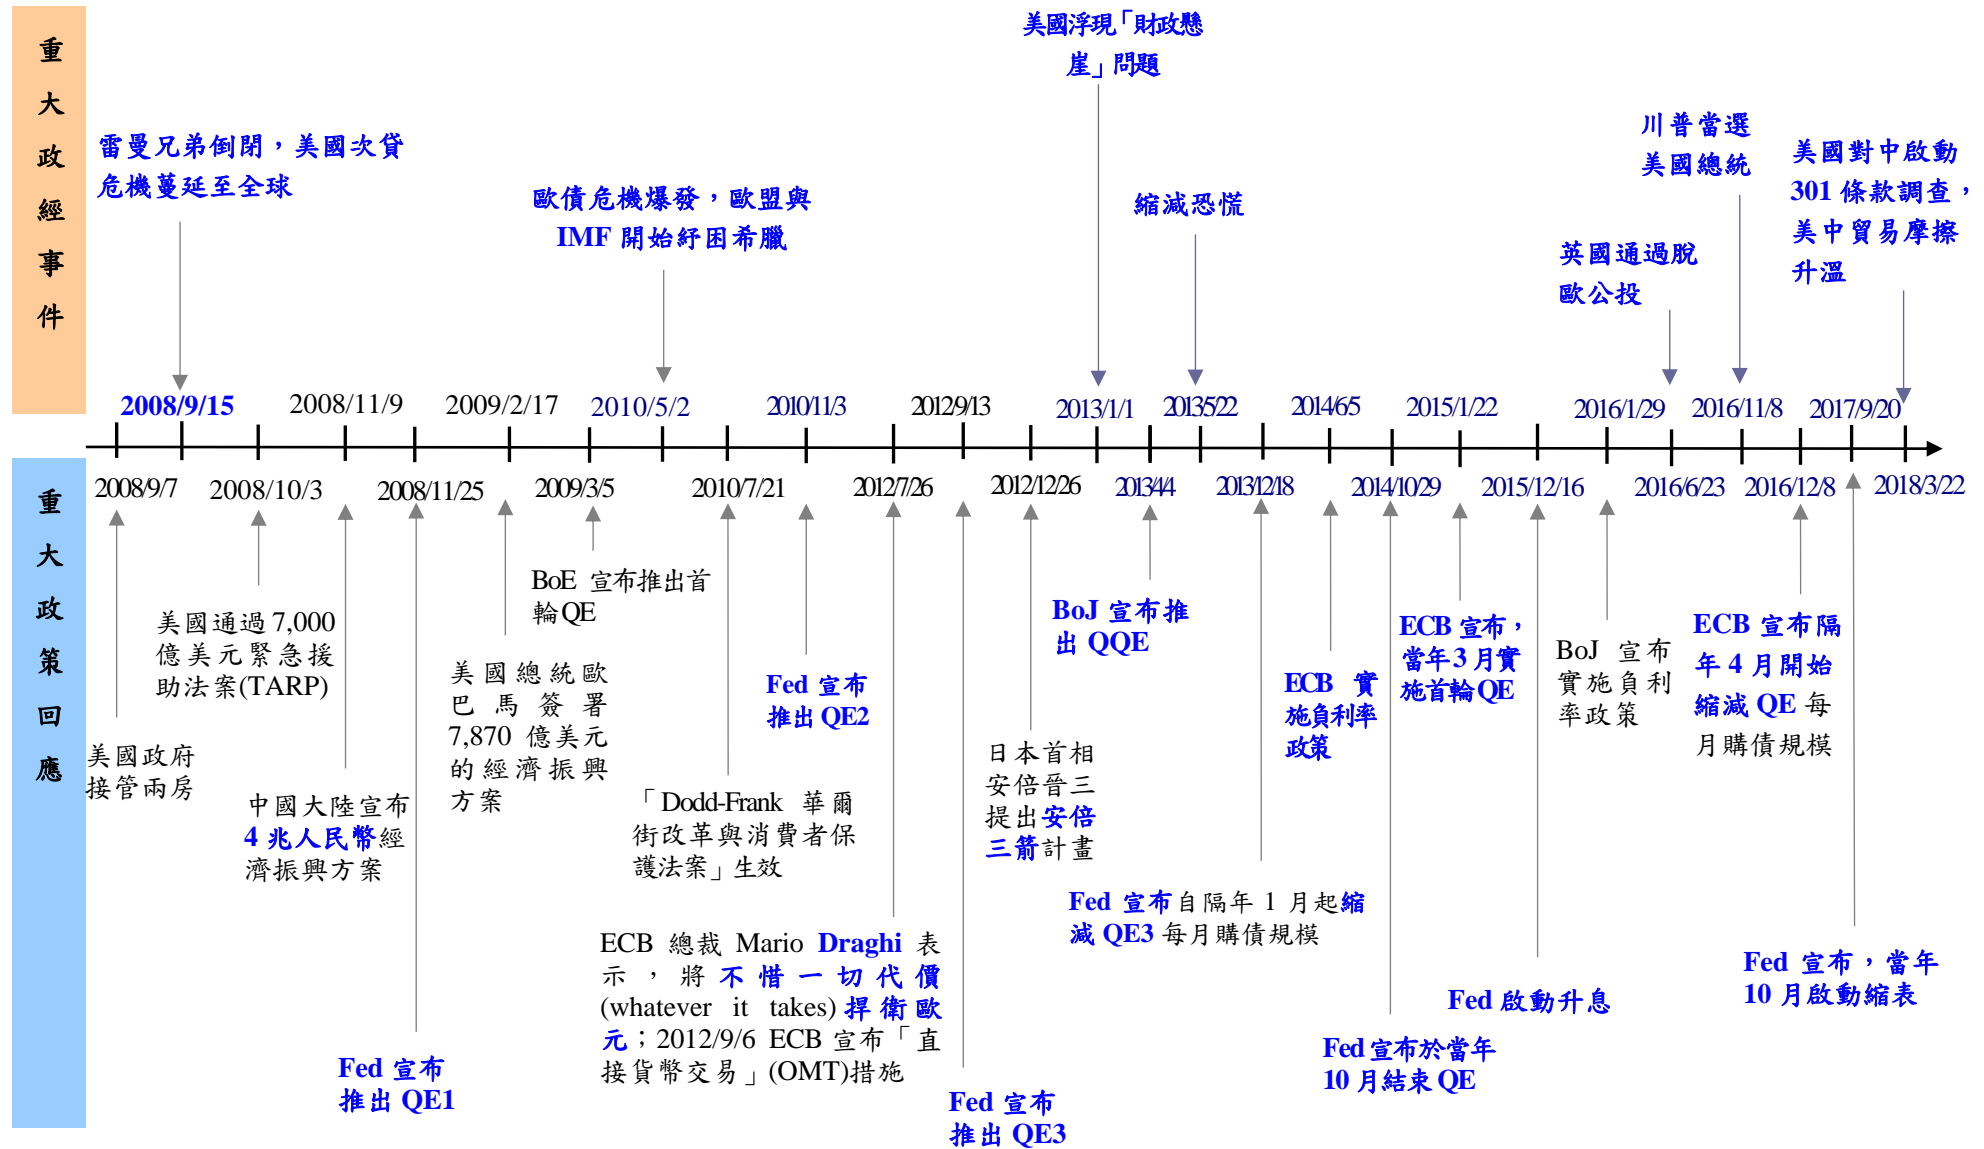 重
大
政
經
事
件
美國浮現「財政懸
崖」問題
雷曼兄弟倒閉，美國次貸
危機蔓延至全球
歐債危機爆發，歐盟與
IMF 開始紓困希臘
縮減恐慌
英國通過脫
歐公投
川普當選
美國總統
美國對中啟動
301 條款調查，
美中貿易摩擦
升溫
2008/9/15
2008/11/9
2009/2/17
2010/5/2
2010/11/3
2012/9/13
2013/1/1
2013/5/22
2014/6/5
2015/1/22
2016/1/29
2016/11/8
2017/9/20
2008/9/7
2008/10/3
2008/11/25
2009/3/5
2010/7/21
2012/7/26
2012/12/26
2013/4/4
2013/12/18
2014/10/29
2015/12/16
2016/6/23
2016/12/8
2018/3/22
重
大
政
策
回
應
美國政府
接管兩房
美國通過 7,000
億美元緊急援
助法案(TARP)
中國大陸宣布
4 兆人民幣經
濟振興方案
Fed 宣布
推出 QE1
美國總統歐
巴馬簽署
7,870 億美元
的經濟振興
方案
BoE 宣布推出首
輪QE
「Dodd-Frank 華爾
街改革與消費者保
護法案」生效
Fed 宣布
推出 QE2
ECB 總裁 Mario Draghi 表
示，將不惜一切代價
(whatever it takes) 捍衛歐
元；2012/9/6 ECB 宣布「直
接貨幣交易」(OMT)措施
Fed 宣布
推出 QE3
日本首相
安倍晉三
提出安倍
三箭計畫
BoJ 宣布推
出 QQE
Fed 宣布自隔年 1 月起縮
減 QE3 每月購債規模
ECB 實
施負利率
政策
Fed 宣布於當年
10 月結束 QE
ECB 宣布，
當年 3 月實
施首輪 QE
Fed 啟動升息
BoJ 宣布
實施負利
率政策
ECB 宣布隔
年 4 月開始
縮減 QE 每
月購債規模
Fed 宣布，當年
10 月啟動縮表